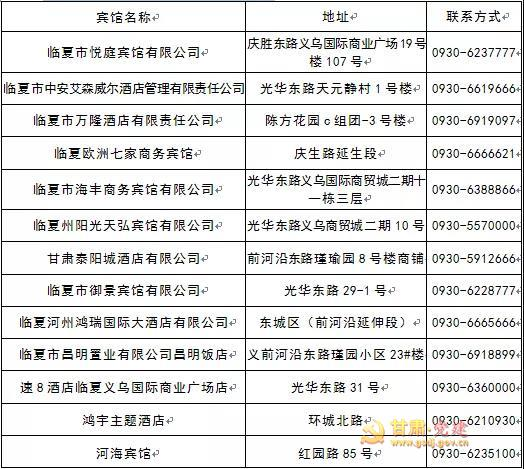 宾馆名称 地址 联系方式
临夏市悦庭宾馆有限公司 庆胜东路义乌国际商业广场19号
楼107号 0930-6237777
临夏市中安艾森威尔酒店管理有限责任公司 光华东路天元静村1号楼 0930-6619666
临夏市万隆酒店有限责任公司 陈方花园c组团-3号楼 0930-6919097
临夏欧洲七家商务宾馆 庆生路延生段 0930-6666621
临夏市海丰商务宾馆有限公司 光华东路义乌国际商贸城二期十
一栋三层 0930-6388866
临夏州阳光天弘宾馆有限公司 光华东路义乌商贸城二期10号 0930-5570000
甘肃泰阳城酒店有限公司 前河沿东路瑾瑜园8号楼商铺 0930-5912666
临夏市御景宾馆有限公司 光华东路29-1号 0930-6228777
临夏河州鸿瑞国际大酒店有限公司 东城区（前河沿延伸段） 0930-6665666
临夏市昌明置业有限公司昌明饭店 义前河沿东路瑾园小区23#楼 0930-6918899
速8酒店临夏义乌国际商业广场店 光华东路31号 0930-6360000
鸿宇主题酒店 环城北路 0930-6210930
河海宾馆 红园路85号 0930-6235100
甘肃·党建
www.gsdj.gov.cn